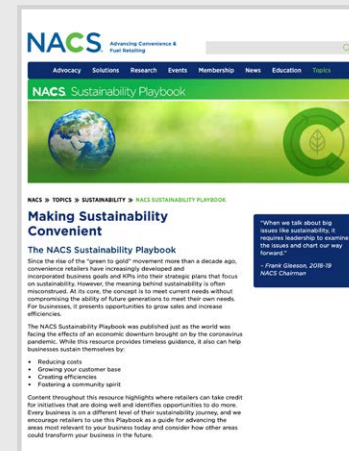 NACS Advancing Convenience &
Fuel Retailing
Advocacy Solutions Research Events Membership News Education Topics
NACS Sustainability Playbook
NACS » TOPICS » SUSTAINABILITY » NACS SUSTAINABILITY PLAYBOOK
Making Sustainability
Convenient
The NACS Sustainability Playbook
Since the rise of the "green to gold" movement more than a decade ago,
convenience retailers have increasingly developed and
incorporated business goals and KPIs into their strategic plans that focus
on sustainability. However, the meaning behind sustainability is often
misconstrued. At its core, the concept is to meet current needs without
compromising the ability of future generations to meet their own needs.
For businesses, it presents opportunities to grow sales and increase
efficiencies.
The NACS Sustainability Playbook was published just as the world was
facing the effects of an economic downturn brought on by the coronavirus
pandemic. While this resource provides timeless guidance, it also can help
businesses sustain themselves by:
• Reducing costs
• Growing your customer base
• Creating efficiencies
• Fostering a community spirit
Content throughout this resource highlights where retailers can take credit
for initiatives that are doing well and identifies opportunities to do more.
Every business is on a different level of their sustainability journey, and we
encourage retailers to use this Playbook as a guide for advancing the
areas most relevant to your business today and consider how other areas
could transform your business in the future.
"When we talk about big
issues like sustainability, it
requires leadership to examine
the issues and chart our way
forward."
– Frank Gleeson, 2018-19
NACS Chairman